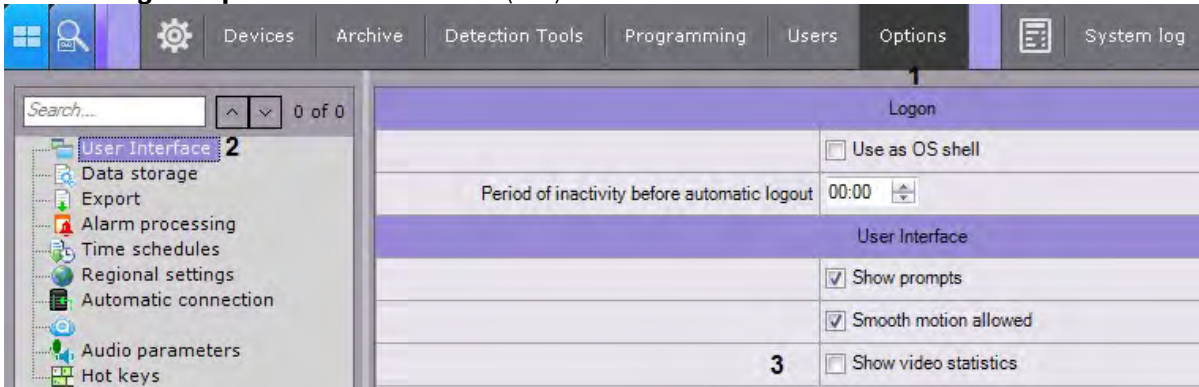 Devices Archive Detection Tools Programming Users Options System log
1
Search... 0 of 0
User Interface 2
Data storage
Export
Alarm processing
Time schedules
Regional settings
Automatic connection
Audio parameters
Hot keys
Logon
Use as OS shell
Period of inactivity before automatic logout 00:00
User Interface
Show prompts
Smooth motion allowed
3 Show video statistics